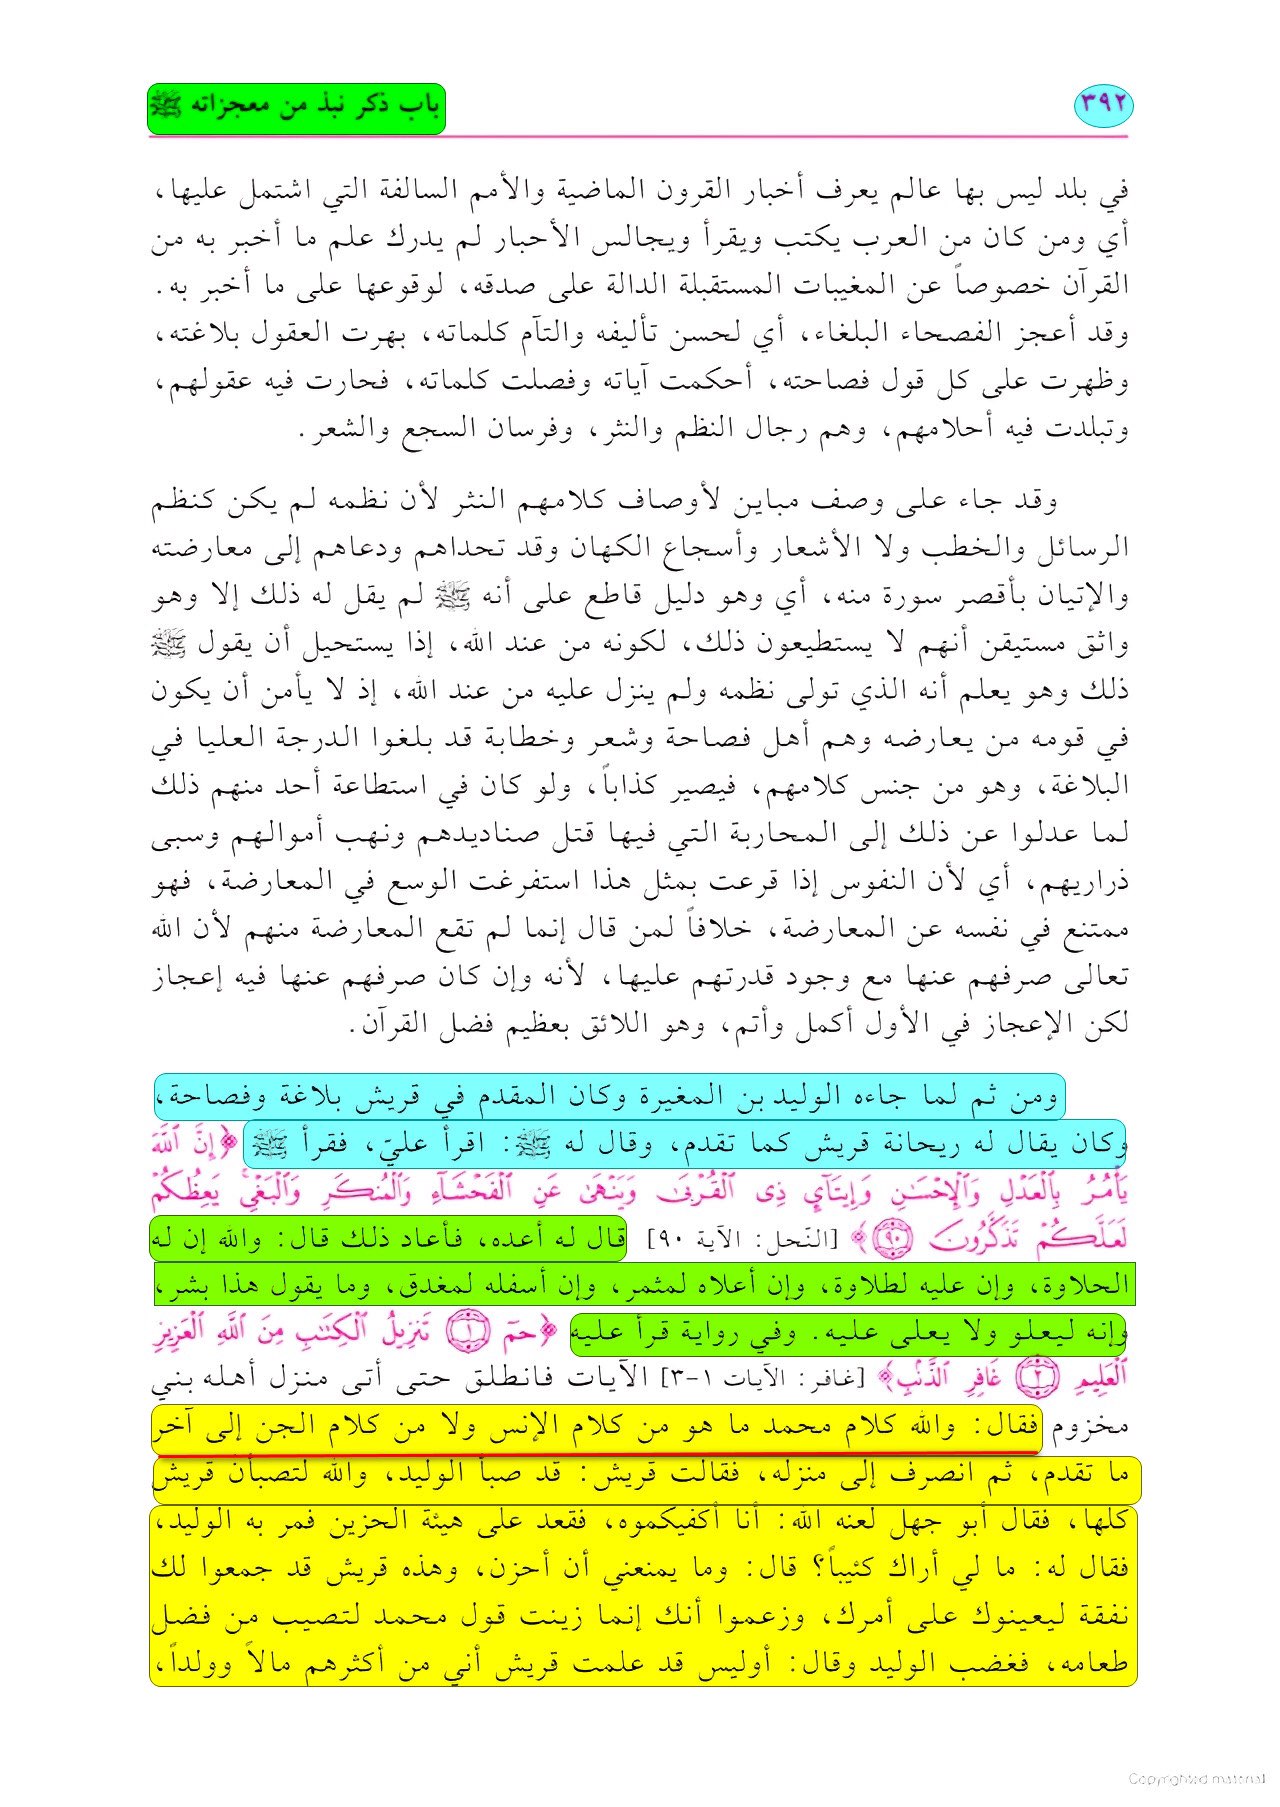 ٣٩٢
باب ذكر نبذ من معجزاته ﷺ
في بلد ليس بها عالم يعرف أخبار القرون الماضية والأمم السالفة التي اشتمل عليها،
أي ومن كان من العرب يكتب ويقرأ ويجالس الأحبار لم يدرك علم ما أخبر به من
القرآن خصوصاً عن المغيبات المستقبلة الدالة على صدقه، لوقوعها على ما أخبر به.
وقد أعجز الفصحاء البلغاء، أي لحسن تأليفه والتآم كلماته، بهرت العقول بلاغته،
وظهرت على كل قول فصاحته، أحكمت آياته وفصلت كلماته، فحارت فيه عقولهم،
وتبلدت فيه أحلامهم، وهم رجال النظم والنثر، وفرسان السجع والشعر.
وقد جاء على وصف مباين لأوصاف كلامهم النثر لأن نظمه لم يكن كنظم
الرسائل والخطب ولا الأشعار وأسجاع الكهان وقد تحداهم ودعاهم إلى معارضته
والإتيان بأقصر سورة منه، أي وهو دليل قاطع على أنه ﷺ لم يقل له ذلك إلا وهو
واثق مستيقن أنهم لا يستطيعون ذلك، لكونه من عند الله، إذا يستحيل أن يقول ﷺ
ذلك وهو يعلم أنه الذي تولى نظمه ولم ينزل عليه من عند الله، إذ لا يأمن أن يكون
في قومه من يعارضه وهم أهل فصاحة وشعر وخطابة قد بلغوا الدرجة العليا في
البلاغة، وهو من جنس كلامهم، فيصير كذاباً، ولو كان في استطاعة أحد منهم ذلك
لما عدلوا عن ذلك إلى المحاربة التي فيها قتل صناديدهم ونهب أموالهم وسبى
ذراريهم، أي لأن النفوس إذا قرعت بمثل هذا استفرغت الوسع في المعارضة، فهو
ممتنع في نفسه عن المعارضة، خلافاً لمن قال إنما لم تقع المعارضة منهم لأن الله
تعالى صرفهم عنها مع وجود قدرتهم عليها، لأنه وإن كان صرفهم عنها فيه إعجاز
لكن الإعجاز في الأول أكمل وأتم، وهو اللائق بعظيم فضل القرآن.
ومن ثم لما جاءه الوليد بن المغيرة وكان المقدم في قريش بلاغة وفصاحة،
وكان يقال له ريحانة قريش كما تقدم، وقال له ﷺ: اقرأ عليّ، فقرأ ﷺ ﴿إِنَّ ٱللَّهَ
يَأْمُرُ بِٱلْعَدْلِ وَٱلْإِحْسَٰنِ وَإِيتَآيِٕ ذِى ٱلْقُرْبَىٰ وَيَنْهَىٰ عَنِ ٱلْفَحْشَآءِ وَٱلْمُنكَرِ وَٱلْبَغْىِ يَعِظُكُمْ
لَعَلَّكُمْ تَذَكَّرُونَ ٩٠﴾ [النّحل: الآية ٩٠] قال له أعده، فأعاد ذلك قال: والله إن له
الحلاوة، وإن عليه لطلاوة، وإن أعلاه لمثمر، وإن أسفله لمغدق، وما يقول هذا بشر،
وإنه ليعلو ولا يعلى عليه. وفي رواية قرأ عليه ﴿حمٓ ١ تَنزِيلُ ٱلْكِتَٰبِ مِنَ ٱللَّهِ ٱلْعَزِيزِ
ٱلْعَلِيمِ ٢ غَافِرِ ٱلذَّنۢبِ﴾ [غافر: الآيات ١-٣] الآيات فانطلق حتى أتى منزل أهله بني
مخزوم فقال: والله كلام محمد ما هو من كلام الإنس ولا من كلام الجن إلى آخر
ما تقدم، ثم انصرف إلى منزله، فقالت قريش: قد صبأ الوليد، والله لتصبأن قريش
كلها، فقال أبو جهل لعنه الله: أنا أكفيكموه، فقعد على هيئة الحزين فمر به الوليد،
فقال له: ما لي أراك كئيباً؟ قال: وما يمنعني أن أحزن، وهذه قريش قد جمعوا لك
نفقة ليعينوك على أمرك، وزعموا أنك إنما زينت قول محمد لتصيب من فضل
طعامه، فغضب الوليد وقال: أوليس قد علمت قريش أني من أكثرهم مالاً وولداً،
Copyrighted material